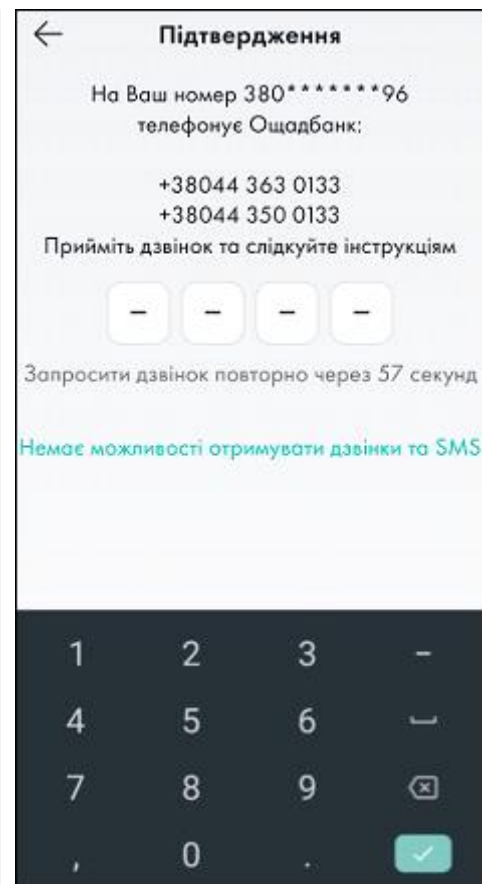 Підтвердження
На Ваш номер 380*******96
телефонує Ощадбанк:
+38044 363 0133
+38044 350 0133
Прийміть дзвінок та слідкуйте інструкціям
– – – –
Запросити дзвінок повторно через 57 секунд
Немає можливості отримувати дзвінки та SMS
1 2 3 –
4 5 6
7 8 9
, 0 .